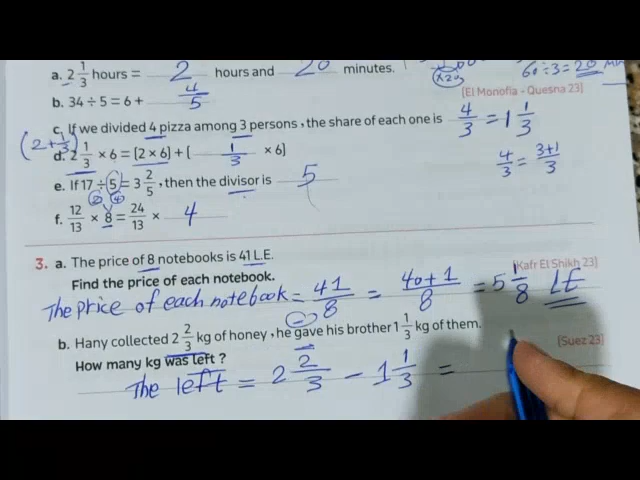 a. 2 1/3 hours = 2 hours and 20 minutes.
60 ÷ 3 = 20
b. 34 ÷ 5 = 6 + 4/5
[El Monofia - Quesna 23]
c. If we divided 4 pizza among 3 persons, the share of each one is 4/3 = 1 1/3
(2 + 1/3)
d. 2 1/3 × 6 = [2 × 6] + [ 1/3 × 6]
4/3 = 3+1/3
e. If 17 ÷ 5 = 3 2/5, then the divisor is 5
f. 12/13 × 8 = 24/13 × 4
3. a. The price of 8 notebooks is 41 L.E.
[Kafr El Sheikh 23]
Find the price of each notebook.
The price of each notebook = 41/8 = 40+1/8 = 5 1/8 LE
b. Hany collected 2 2/3 kg of honey, he gave his brother 1 1/3 kg of them.
[Suez 23]
How many kg was left ?
The left = 2 2/3 − 1 1/3 =